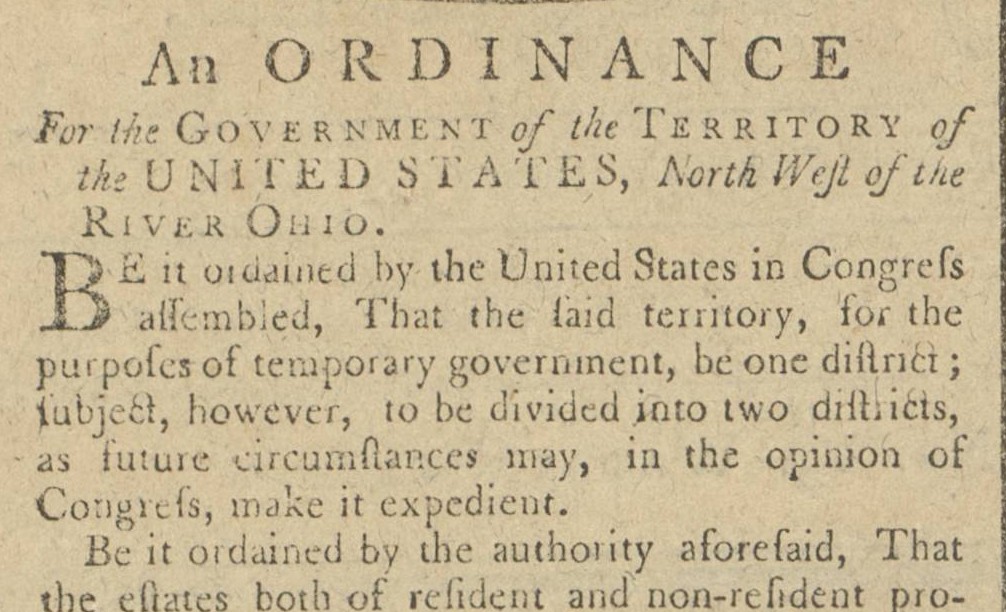 An ORDINANCE
For the GOVERNMENT of the TERRITORY of
the UNITED STATES, North Weſt of the
RIVER OHIO.
BE it ordained by the United States in Congreſs
aſſembled, That the ſaid territory, for the
purpoſes of temporary government, be one diſtrict;
ſubject, however, to be divided into two diſtricts,
as future circumſtances may, in the opinion of
Congreſs, make it expedient.
Be it ordained by the authority aforeſaid, That
the eſtates both of reſident and non-reſident pro-